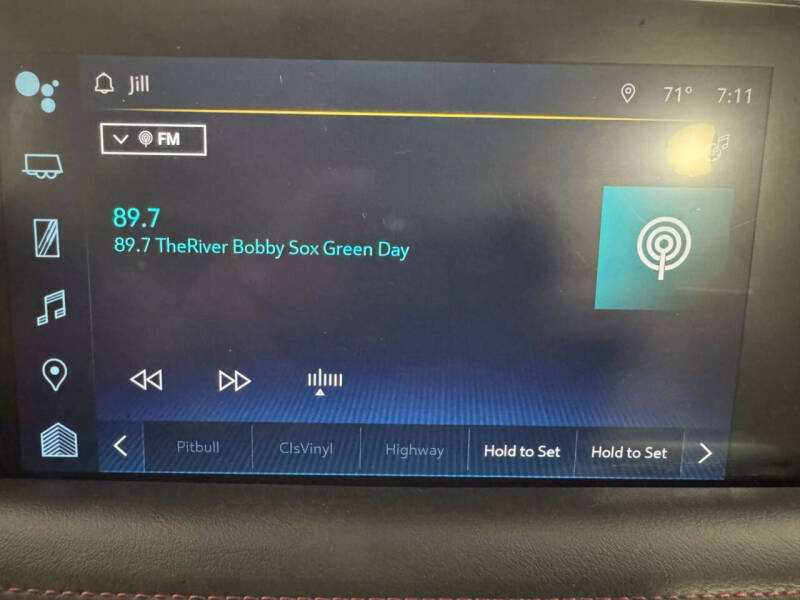 Jill
71° 7:11
FM
89.7
89.7 TheRiver Bobby Sox Green Day
Pitbull ClsVinyl Highway Hold to Set Hold to Set